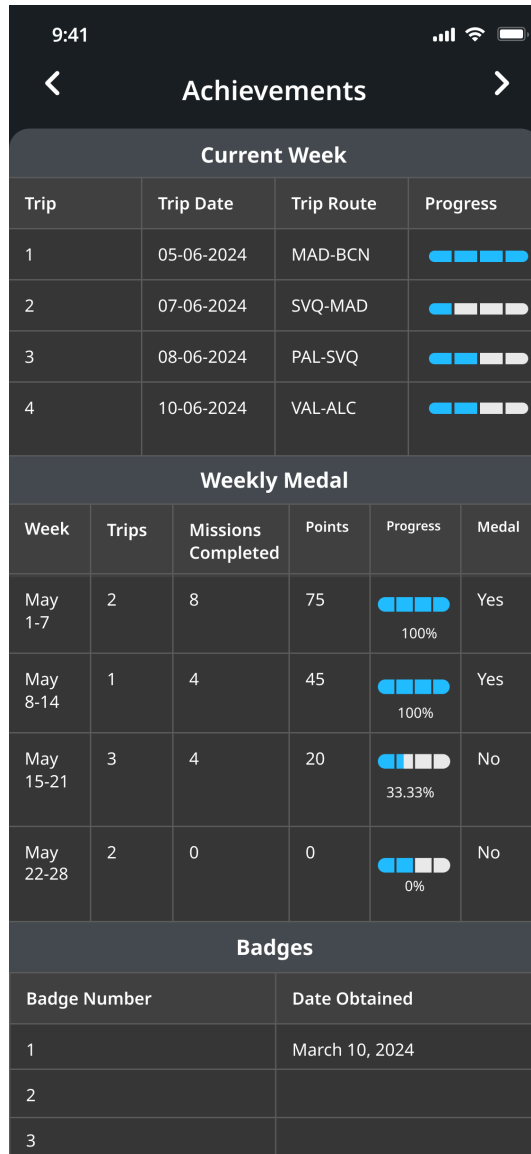 9:41
Achievements
Current Week
Trip Trip Date Trip Route Progress
1 05-06-2024 MAD-BCN
2 07-06-2024 SVQ-MAD
3 08-06-2024 PAL-SVQ
4 10-06-2024 VAL-ALC
Weekly Medal
Week Trips Missions Points Progress Medal
Completed
May 2 8 75 Yes
1-7
100%
May 1 4 45 Yes
8-14
100%
May 3 4 20 No
15-21
33.33%
May 2 0 0 No
22-28
0%
Badges
Badge Number Date Obtained
1 March 10, 2024
2
3